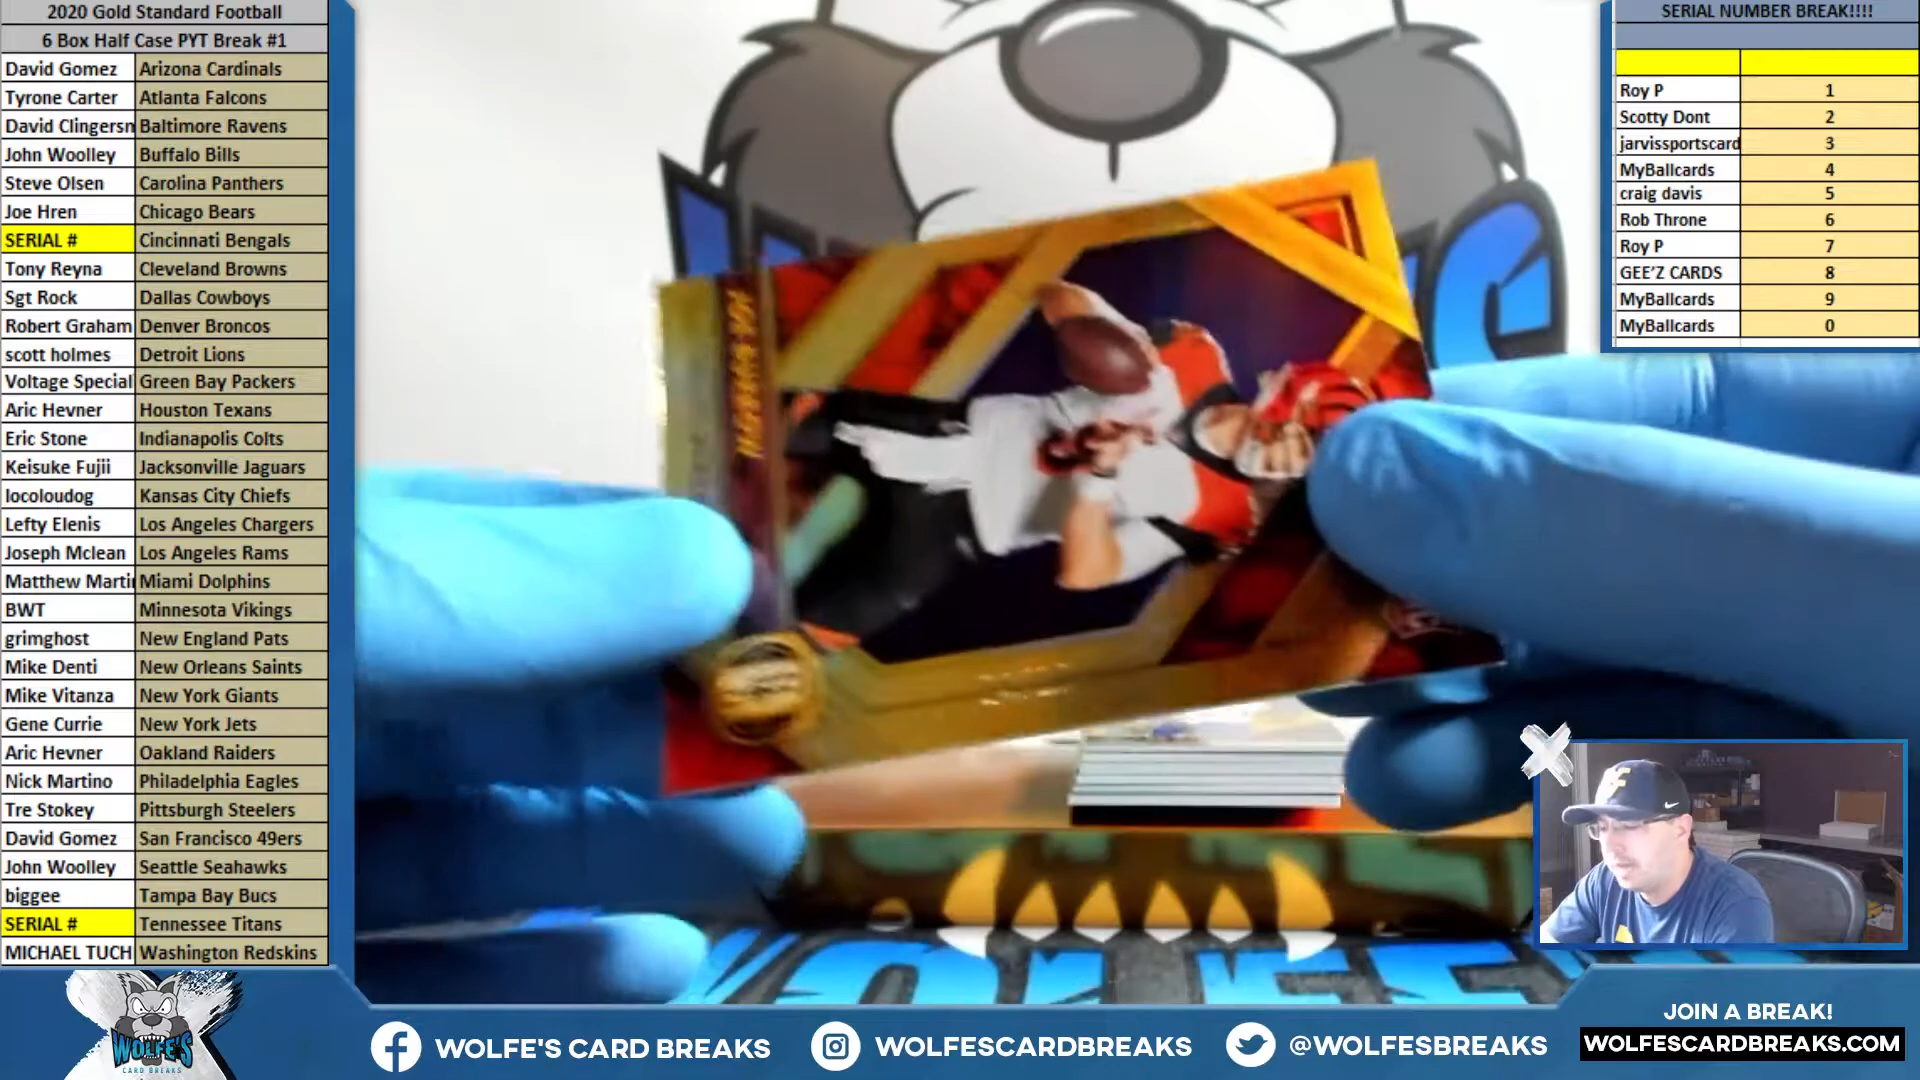 2020 Gold Standard Football
6 Box Half Case PYT Break #1
David Gomez Arizona Cardinals
Tyrone Carter Atlanta Falcons
David Clingersn Baltimore Ravens
John Woolley Buffalo Bills
Steve Olsen Carolina Panthers
Joe Hren Chicago Bears
SERIAL # Cincinnati Bengals
Tony Reyna Cleveland Browns
Sgt Rock Dallas Cowboys
Robert Graham Denver Broncos
scott holmes Detroit Lions
Voltage Special Green Bay Packers
Aric Hevner Houston Texans
Eric Stone Indianapolis Colts
Keisuke Fujii Jacksonville Jaguars
locoloudog Kansas City Chiefs
Lefty Elenis Los Angeles Chargers
Joseph Mclean Los Angeles Rams
Matthew Marti Miami Dolphins
BWT Minnesota Vikings
grimghost New England Pats
Mike Denti New Orleans Saints
Mike Vitanza New York Giants
Gene Currie New York Jets
Aric Hevner Oakland Raiders
Nick Martino Philadelphia Eagles
Tre Stokey Pittsburgh Steelers
David Gomez San Francisco 49ers
John Woolley Seattle Seahawks
biggee Tampa Bay Bucs
SERIAL # Tennessee Titans
MICHAEL TUCH Washington Redskins
SERIAL NUMBER BREAK!!!!
Roy P 1
Scotty Dont 2
jarvissportscard 3
MyBallcards 4
craig davis 5
Rob Throne 6
Roy P 7
GEE'Z CARDS 8
MyBallcards 9
MyBallcards 0
WOLFE'S
CARD BREAKS
WOLFE'S CARD BREAKS
WOLFESCARDBREAKS
@WOLFESBREAKS
JOIN A BREAK!
WOLFESCARDBREAKS.COM